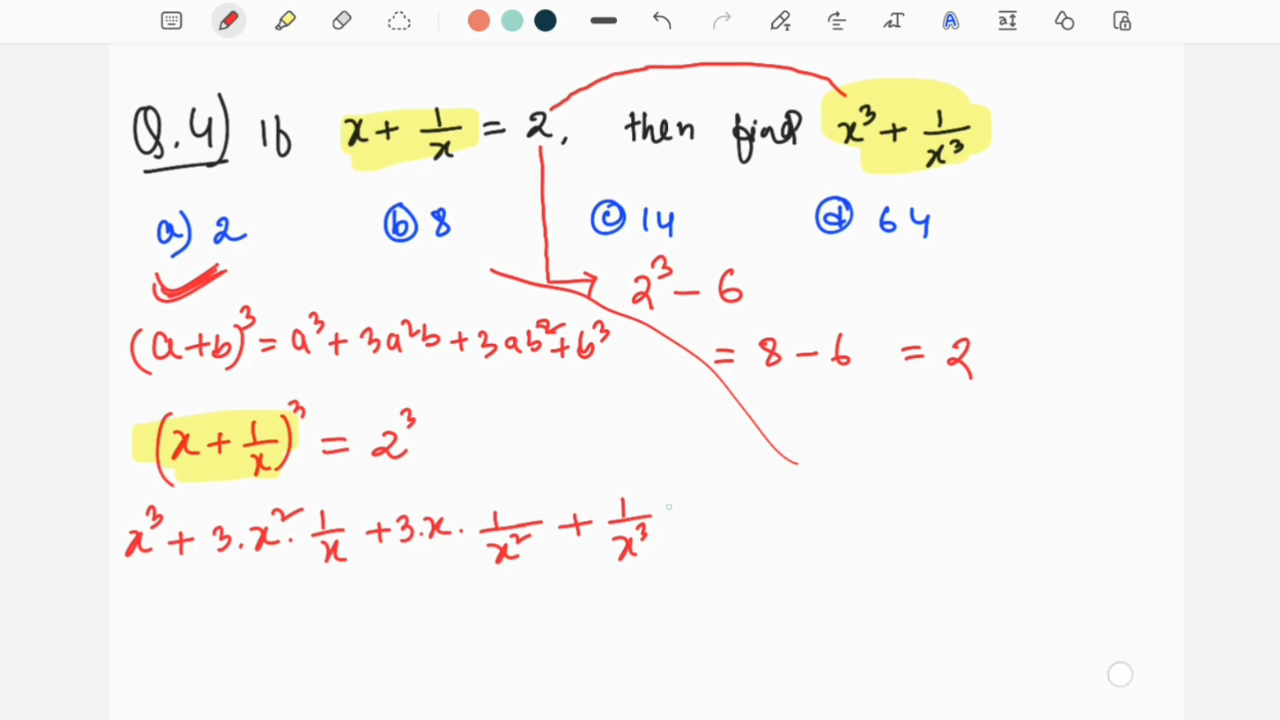 Q.4) If x + 1/x = 2, then find x³ + 1/x³
a) 2 (b) 8 (c) 14 (d) 64
2³ - 6
(a+b)³ = a³ + 3a²b + 3ab² + b³
= 8 - 6 = 2
(x + 1/x)³ = 2³
x³ + 3.x². 1/x + 3.x. 1/x² + 1/x³